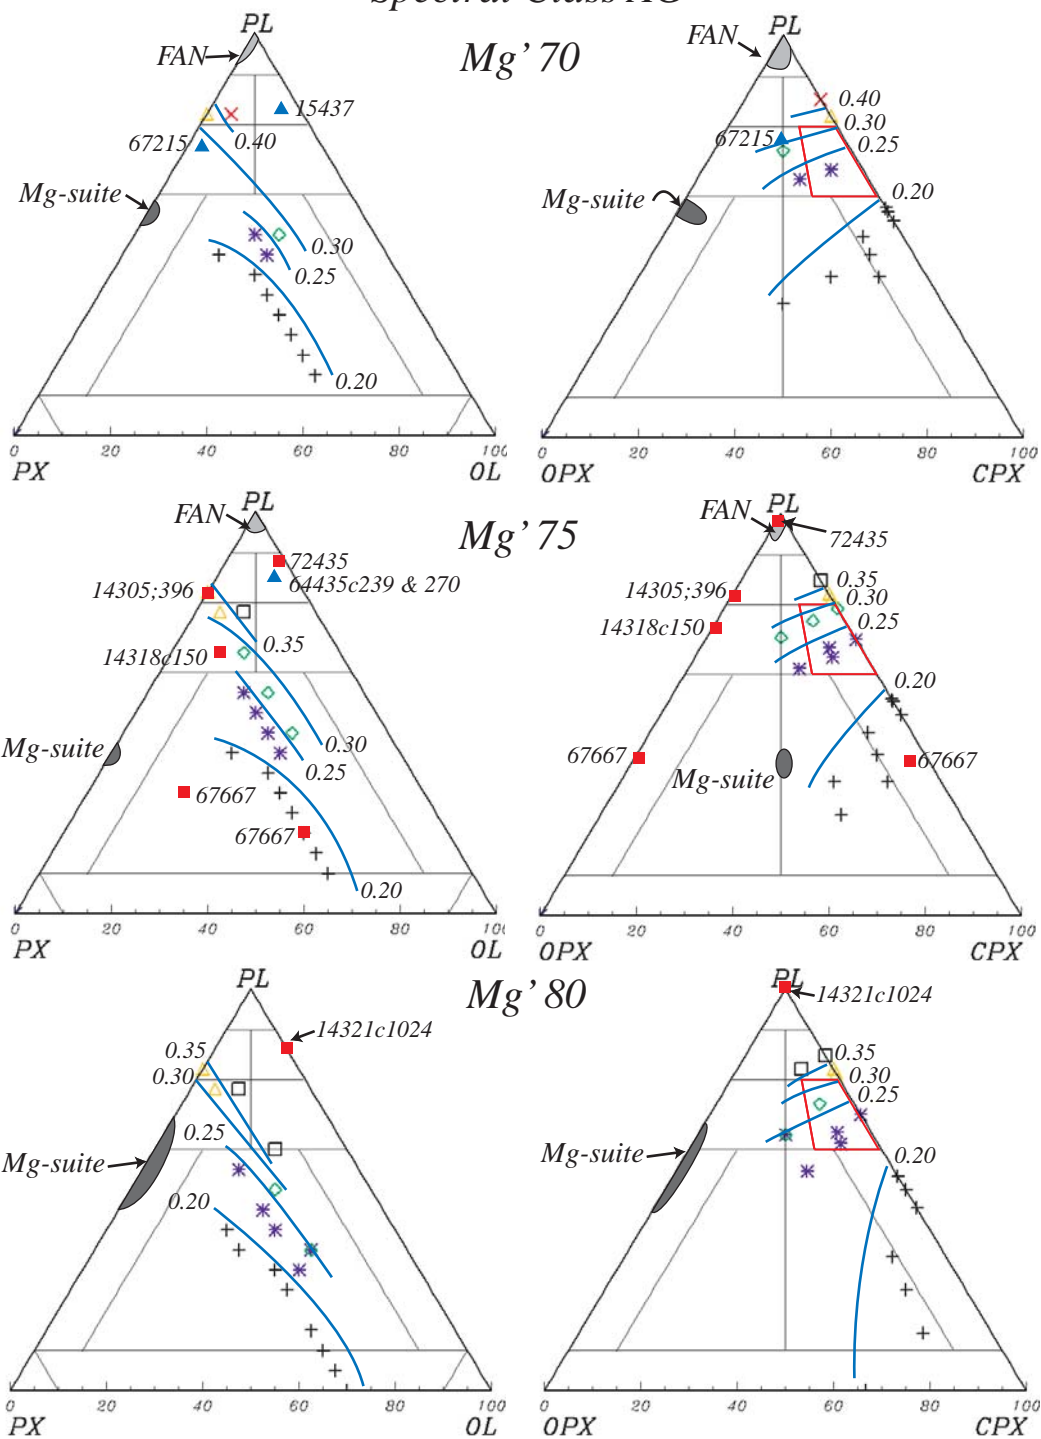 Spectral Class AG
Mg' 70
PL
FAN
15437
67215
0.40
Mg-suite
0.30
0.25
0.20
0 20 40 60 80 100
PX OL
PL
FAN
0.40
0.30
67215
0.25
Mg-suite
0.20
0 20 40 60 80 100
OPX CPX
Mg' 75
PL
FAN
72435
64435c239 & 270
14305;396
0.35
14318c150
0.30
Mg-suite
0.25
67667
67667
0.20
0 20 40 60 80
PX OL
PL
FAN
72435
0.35
14305;396
0.30
14318c150
0.25
0.20
67667
67667
Mg-suite
0 20 40 60 80 100
OPX CPX
Mg' 80
PL
14321c1024
0.35
0.30
0.25
Mg-suite
0.20
0 20 40 60 80 100
PX OL
PL
14321c1024
0.35
0.30
0.25
Mg-suite
0.20
0 20 40 60 80 100
OPX CPX